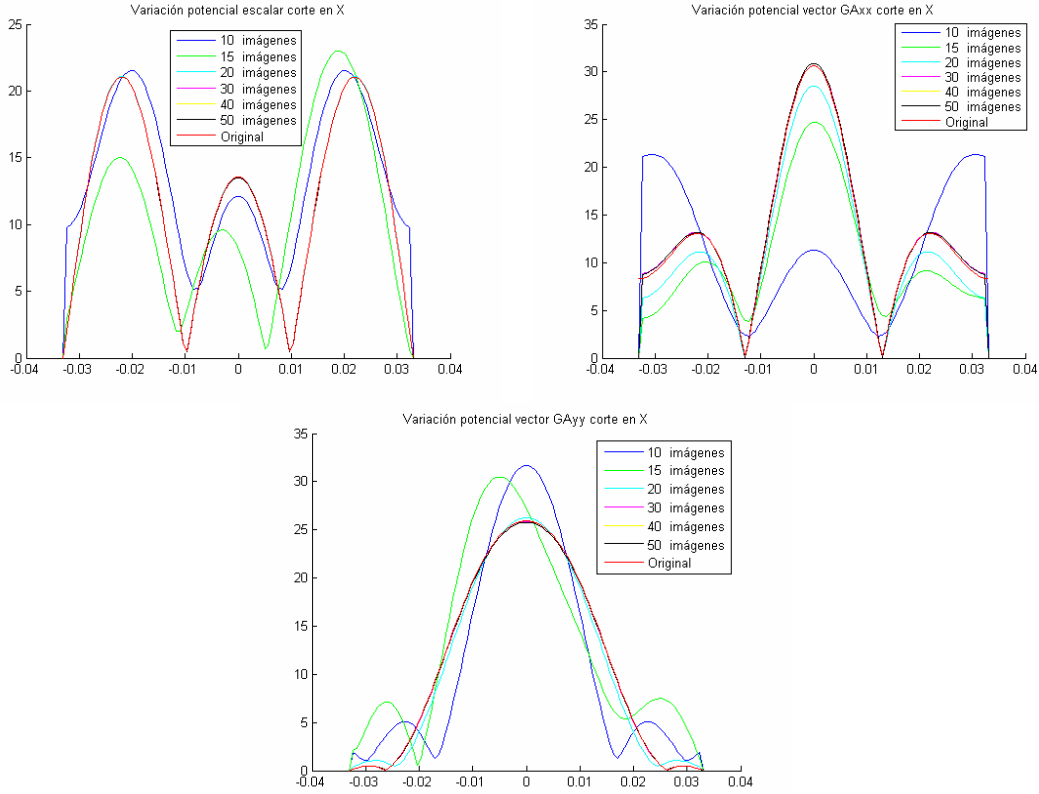 Variación potencial escalar corte en X
25
20
15
10
5
0
-0.04 -0.03 -0.02 -0.01 0 0.01 0.02 0.03 0.04
10 imágenes
15 imágenes
20 imágenes
30 imágenes
40 imágenes
50 imágenes
Original
Variación potencial vector GAxx corte en X
35
30
25
20
15
10
5
0
-0.04 -0.03 -0.02 -0.01 0 0.01 0.02 0.03 0.04
10 imágenes
15 imágenes
20 imágenes
30 imágenes
40 imágenes
50 imágenes
Original
Variación potencial vector GAyy corte en X
35
30
25
20
15
10
5
0
-0.04 -0.03 -0.02 -0.01 0 0.01 0.02 0.03 0.04
10 imágenes
15 imágenes
20 imágenes
30 imágenes
40 imágenes
50 imágenes
Original